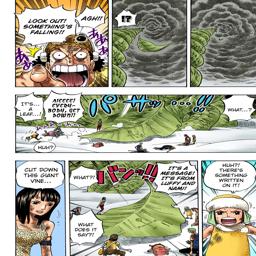 LOOK OUT!
SOMETHING'S
FALLING!!
AGH!!
!?
IT'S...
A
LEAF...!
EVERY-
BODY, GET
DOWN!!!
WHAT...?
HUH?
CUT DOWN
THIS GIANT
VINE...
WHAT?!
WHAT
DOES IT
SAY?!
IT'S A
MESSAGE!
IT'S FROM
LUFFY AND
NAMI!
HUH?!
THERE'S
SOMETHING
WRITTEN
ON IT!